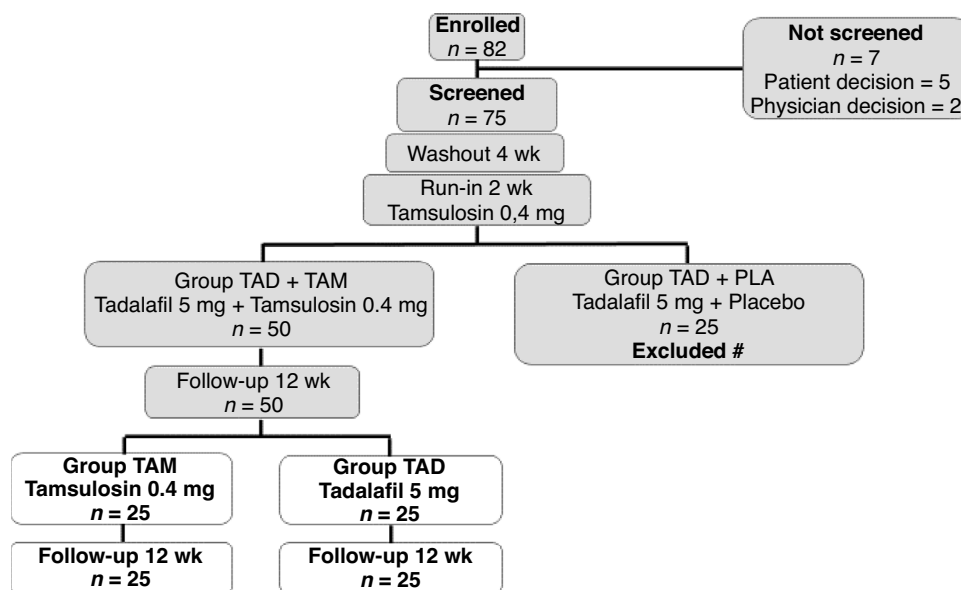 Enrolled
n = 82
Not screened
n = 7
Patient decision = 5
Physician decision = 2
Screened
n = 75
Washout 4 wk
Run-in 2 wk
Tamsulosin 0,4 mg
Group TAD + TAM
Tadalafil 5 mg + Tamsulosin 0.4 mg
n = 50
Group TAD + PLA
Tadalafil 5 mg + Placebo
n = 25
Excluded #
Follow-up 12 wk
n = 50
Group TAM
Tamsulosin 0.4 mg
n = 25
Group TAD
Tadalafil 5 mg
n = 25
Follow-up 12 wk
n = 25
Follow-up 12 wk
n = 25